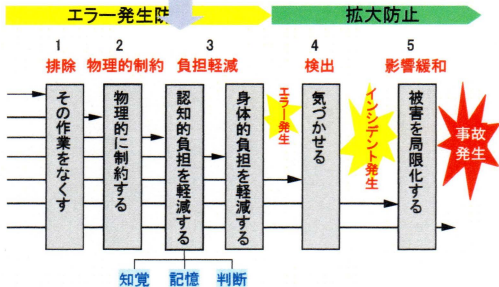 エラー発生防
拡大防止
1
2
3
4
5
排除
物理的制約
負担軽減
検出
影響緩和
その作業をなくす
物理的に制約する
認知的負担を軽減する
身体的負担を軽減する
エラー発生
気づかせる
インシデント発生
被害を局限化する
事故
発生
知覚
記憶
判断